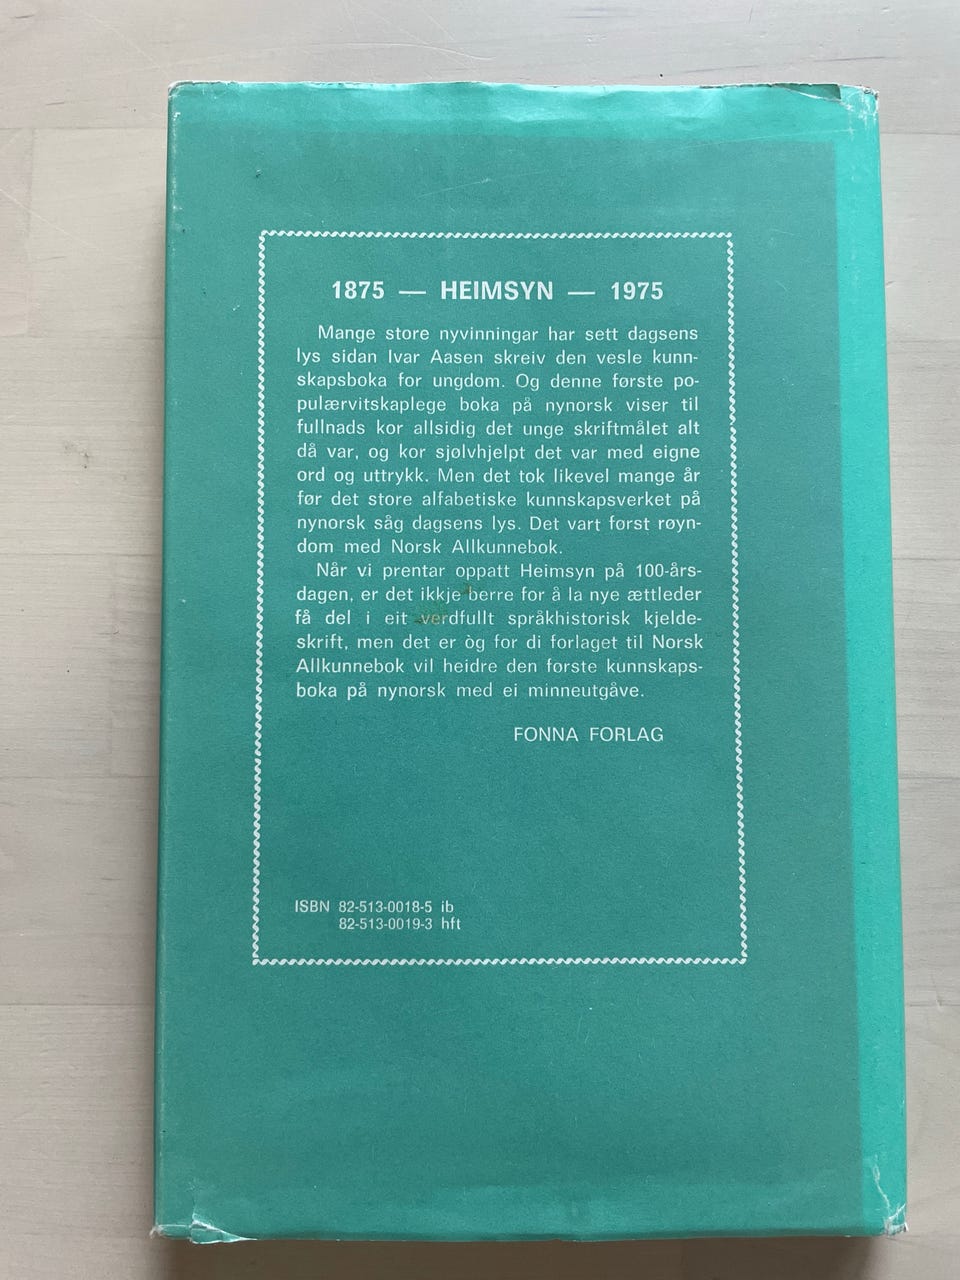 1875 — HEIMSYN — 1975
Mange store nyvinningar har sett dagsens
lys sidan Ivar Aasen skreiv den vesle kunn-
skapsboka for ungdom. Og denne første po-
pulærvitskaplege boka på nynorsk viser til
fullnads kor allsidig det unge skriftmålet alt
då var, og kor sjølvhjelpt det var med eigne
ord og uttrykk. Men det tok likevel mange år
før det store alfabetiske kunnskapsverket på
nynorsk såg dagsens lys. Det vart først røyn-
dom med Norsk Allkunnebok.
Når vi prentar oppatt Heimsyn på 100-års-
dagen, er det ikkje berre for å la nye ættleder
få del i eit verdfullt språkhistorisk kjelde-
skrift, men det er òg for di forlaget til Norsk
Allkunnebok vil heidre den første kunnskaps-
boka på nynorsk med ei minneutgåve.
FONNA FORLAG
ISBN 82-513-0018-5 ib
82-513-0019-3 hft